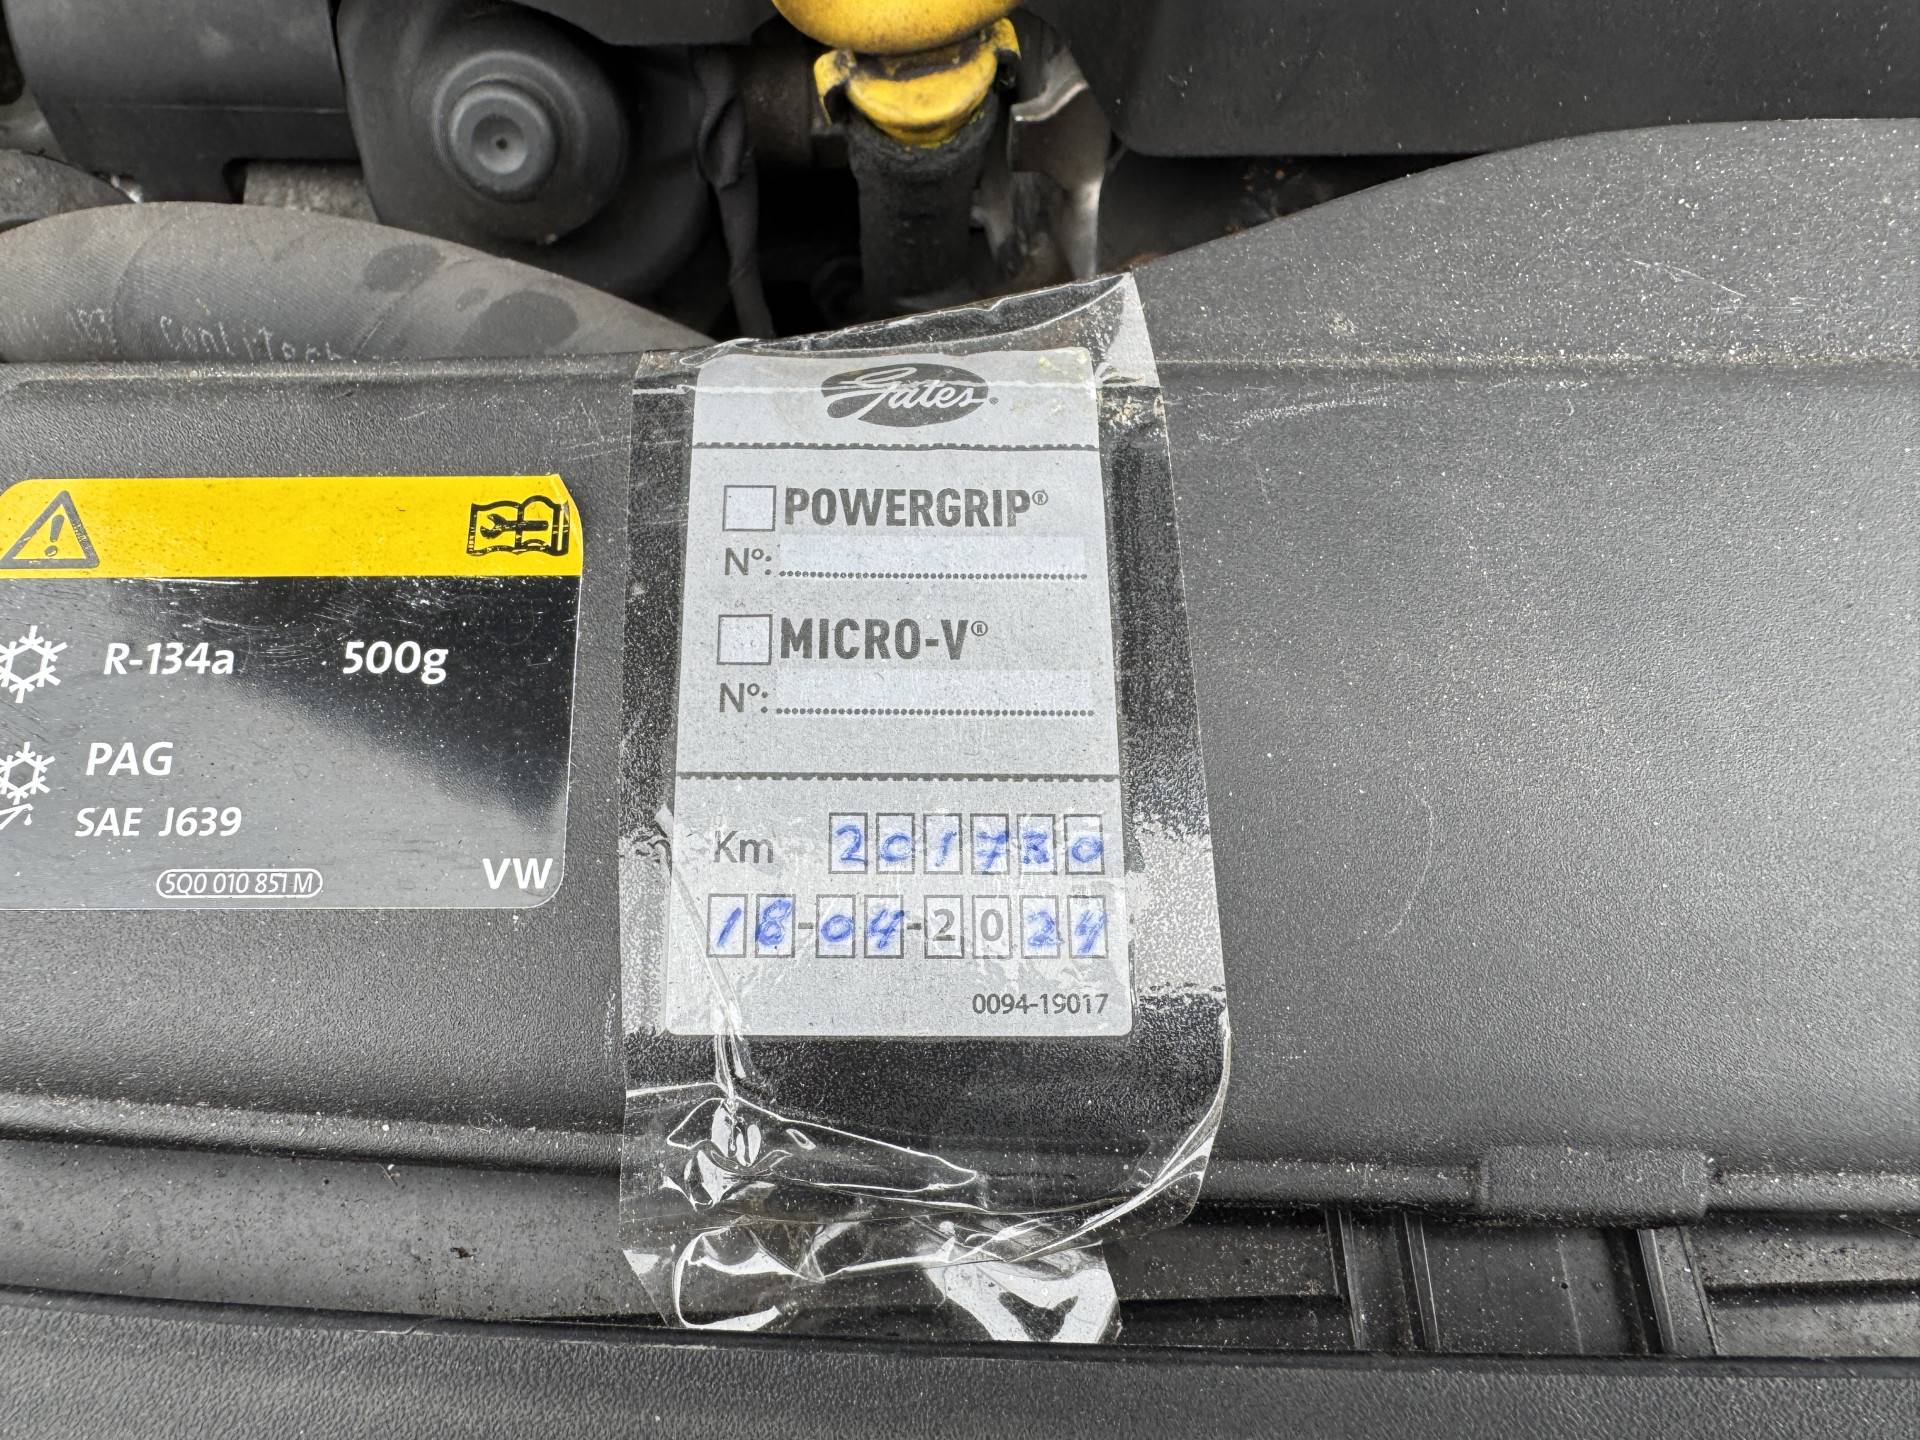 ContiTech
Gates®
POWERGRIP®
Nº:
MICRO-V®
Nº:
Km 201730
18-04-2024
0094-19017
R-134a 500g
PAG
SAE J639
5Q0 010 851 M VW